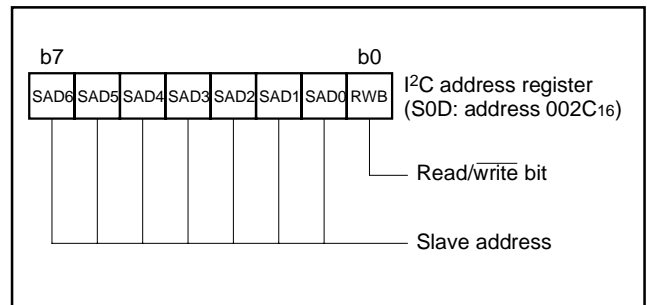 b7 b0
SAD6 SAD5 SAD4 SAD3 SAD2 SAD1 SAD0 RWB
I²C address register
(S0D: address 002C₁₆)
Read/w̅r̅i̅t̅e̅ bit
Slave address